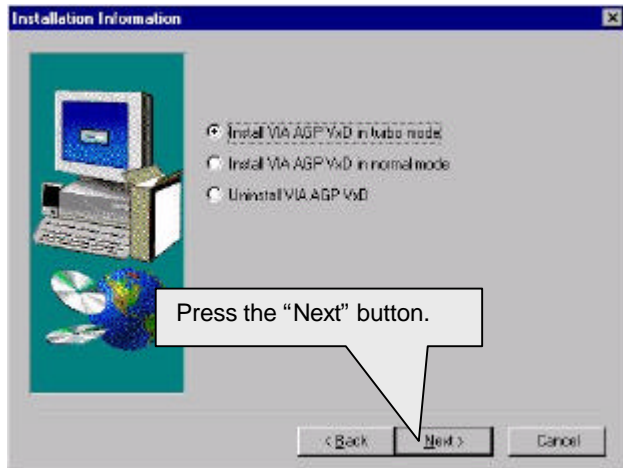 Installation Information
Install VIA AGP VxD in turbo mode
Install VIA AGP VxD in normal mode
Uninstall VIA AGP VxD
Press the “Next” button.
< Back
Next >
Cancel